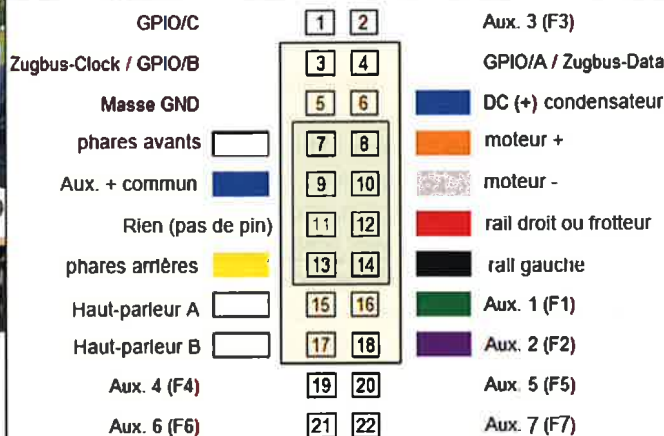 GPIO/C 1 2 Aux. 3 (F3)
Zugbus-Clock / GPIO/B 3 4 GPIO/A / Zugbus-Data
Masse GND 5 6 DC (+) condensateur
phares avants 7 8 moteur +
Aux. + commun 9 10 moteur -
Rien (pas de pin) 11 12 rail droit ou frotteur
phares arrières 13 14 rail gauche
Haut-parleur A 15 16 Aux. 1 (F1)
Haut-parleur B 17 18 Aux. 2 (F2)
Aux. 4 (F4) 19 20 Aux. 5 (F5)
Aux. 6 (F6) 21 22 Aux. 7 (F7)